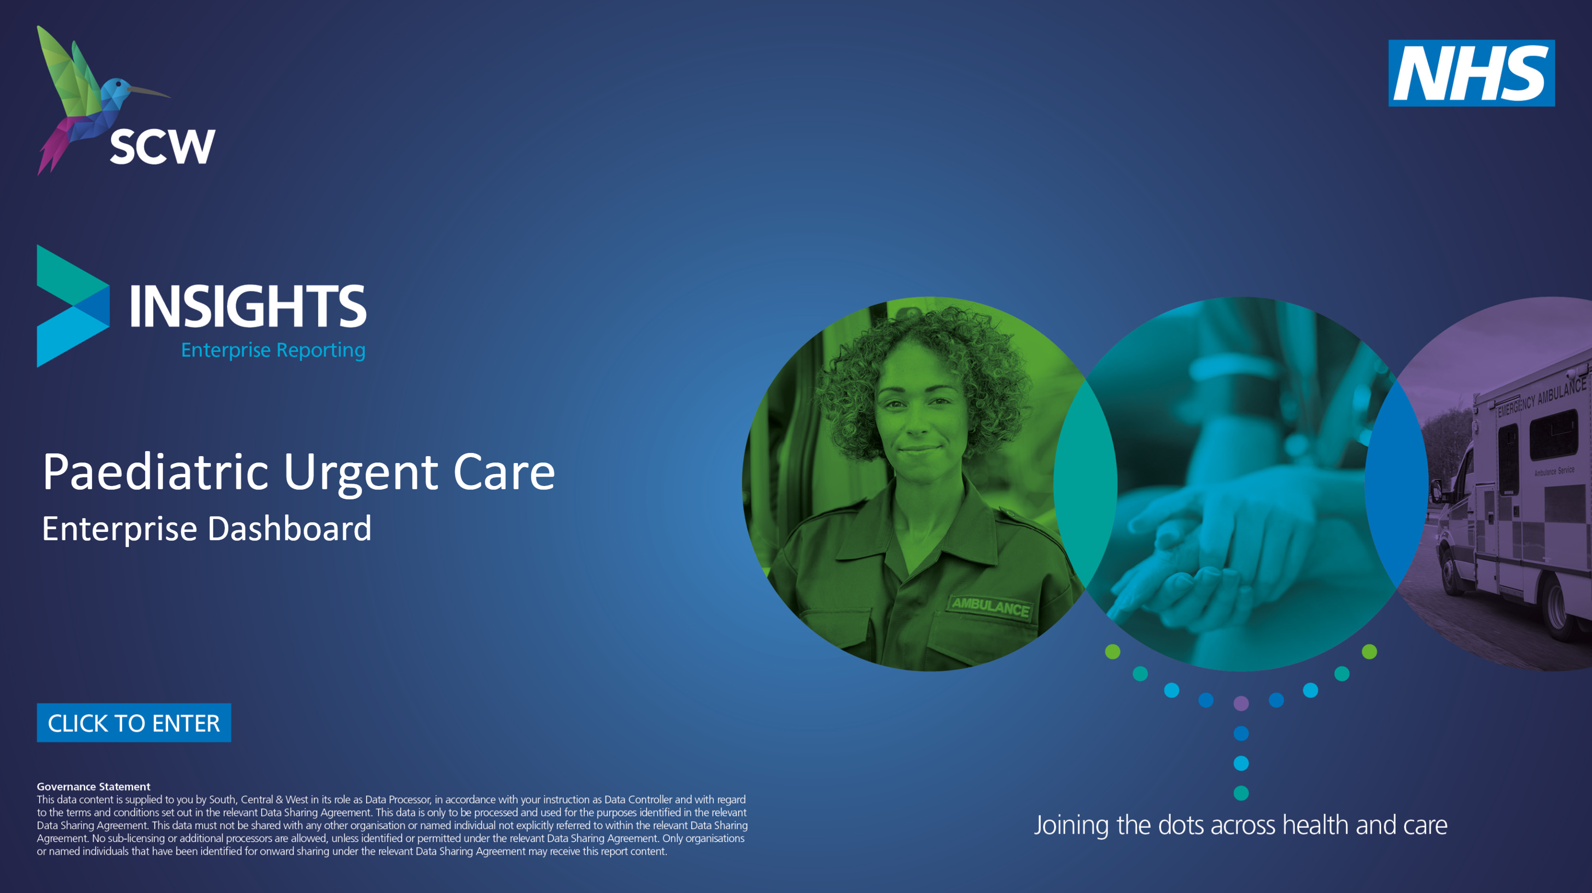 SCW
NHS
INSIGHTS
Enterprise Reporting
Paediatric Urgent Care
Enterprise Dashboard
EMERGENCY AMBULANCE
Ambulance Service
AMBULANCE
CLICK TO ENTER
Governance Statement
This data content is supplied to you by South, Central & West in its role as Data Processor, in accordance with your instruction as Data Controller and with regard
to the terms and conditions set out in the relevant Data Sharing Agreement. This data is only to be processed and used for the purposes identified in the relevant
Data Sharing Agreement. This data must not be shared with any other organisation or named individual not explicitly referred to within the relevant Data Sharing
Agreement. No sub-licensing or additional processors are allowed, unless identified or permitted under the relevant Data Sharing Agreement. Only organisations
or named individuals that have been identified for onward sharing under the relevant Data Sharing Agreement may receive this report content.
Joining the dots across health and care